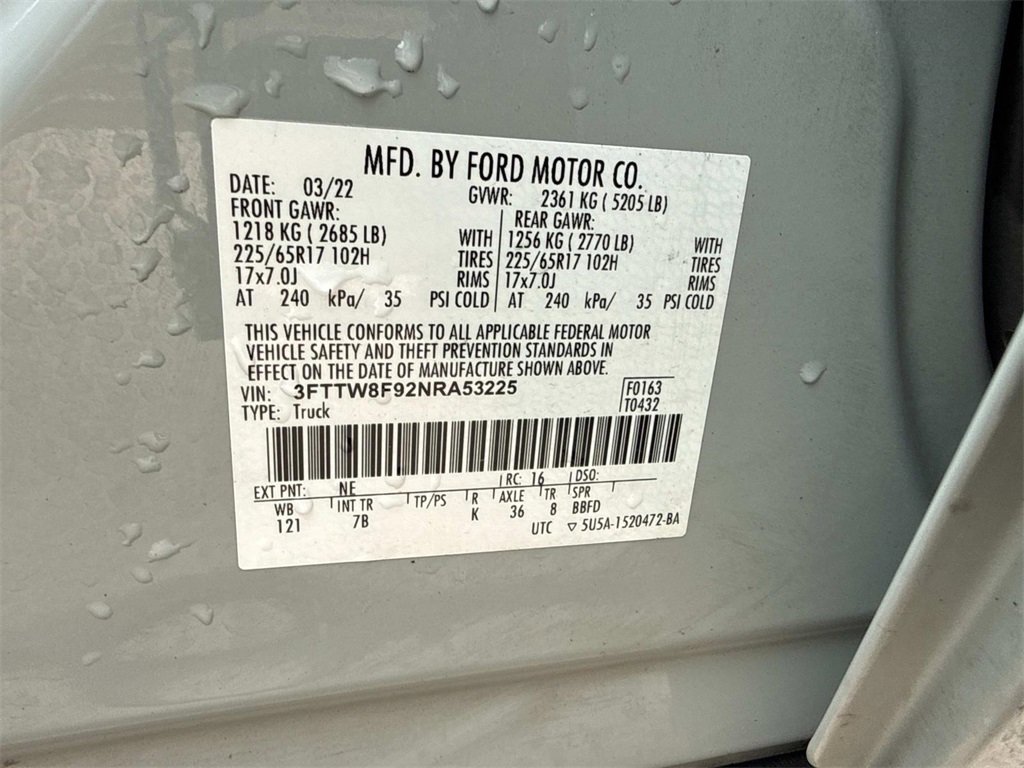 MFD. BY FORD MOTOR CO.
DATE: 03/22 GVWR: 2361 KG ( 5205 LB)
FRONT GAWR: REAR GAWR:
1218 KG ( 2685 LB) WITH 1256 KG ( 2770 LB) WITH
225/65R17 102H TIRES 225/65R17 102H TIRES
17x7.0J RIMS 17x7.0J RIMS
AT 240 kPa/ 35 PSI COLD AT 240 kPa/ 35 PSI COLD
THIS VEHICLE CONFORMS TO ALL APPLICABLE FEDERAL MOTOR
VEHICLE SAFETY AND THEFT PREVENTION STANDARDS IN
EFFECT ON THE DATE OF MANUFACTURE SHOWN ABOVE.
VIN: 3FTTW8F92NRA53225 F0163
TYPE: Truck T0432
EXT PNT: NE RC: 16 DSO:
WB INT TR TP/PS R AXLE TR SPR
121 7B K 36 8 BBFD
UTC ▽ 5U5A-1520472-BA